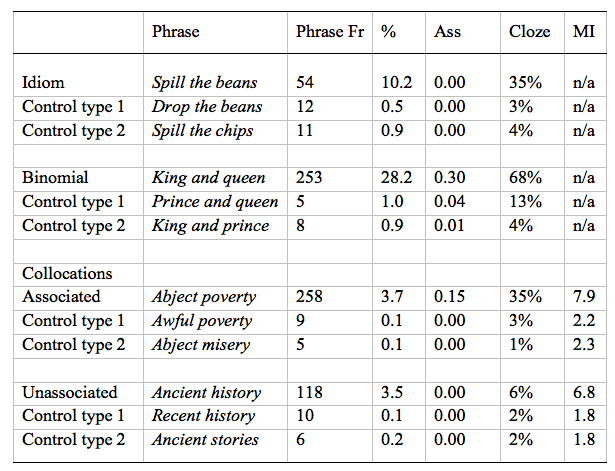 Phrase Phrase Fr % Ass Cloze MI
Idiom Spill the beans 54 10.2 0.00 35% n/a
Control type 1 Drop the beans 12 0.5 0.00 3% n/a
Control type 2 Spill the chips 11 0.9 0.00 4% n/a
Binomial King and queen 253 28.2 0.30 68% n/a
Control type 1 Prince and queen 5 1.0 0.04 13% n/a
Control type 2 King and prince 8 0.9 0.01 4% n/a
Collocations
Associated Abject poverty 258 3.7 0.15 35% 7.9
Control type 1 Awful poverty 9 0.1 0.00 3% 2.2
Control type 2 Abject misery 5 0.1 0.00 1% 2.3
Unassociated Ancient history 118 3.5 0.00 6% 6.8
Control type 1 Recent history 10 0.1 0.00 2% 1.8
Control type 2 Ancient stories 6 0.2 0.00 2% 1.8